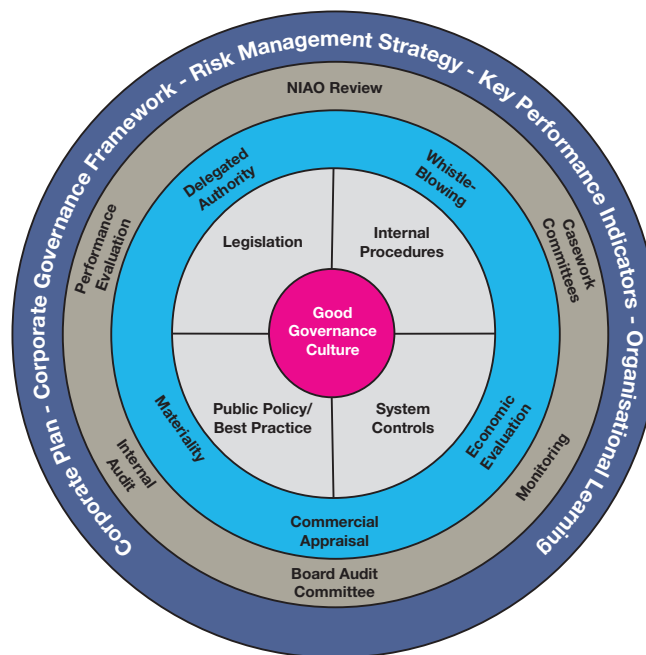 Corporate Plan - Corporate Governance Framework - Risk Management Strategy - Key Performance Indicators - Organisational Learning
NIAO Review
Casework
Committees
Monitoring
Board Audit
Committee
Internal
Audit
Performance
Evaluation
Delegated
Authority
Whistle-
Blowing
Economic
Evaluation
Commercial
Appraisal
Materiality
Legislation
Internal
Procedures
Good
Governance
Culture
Public Policy/
Best Practice
System
Controls